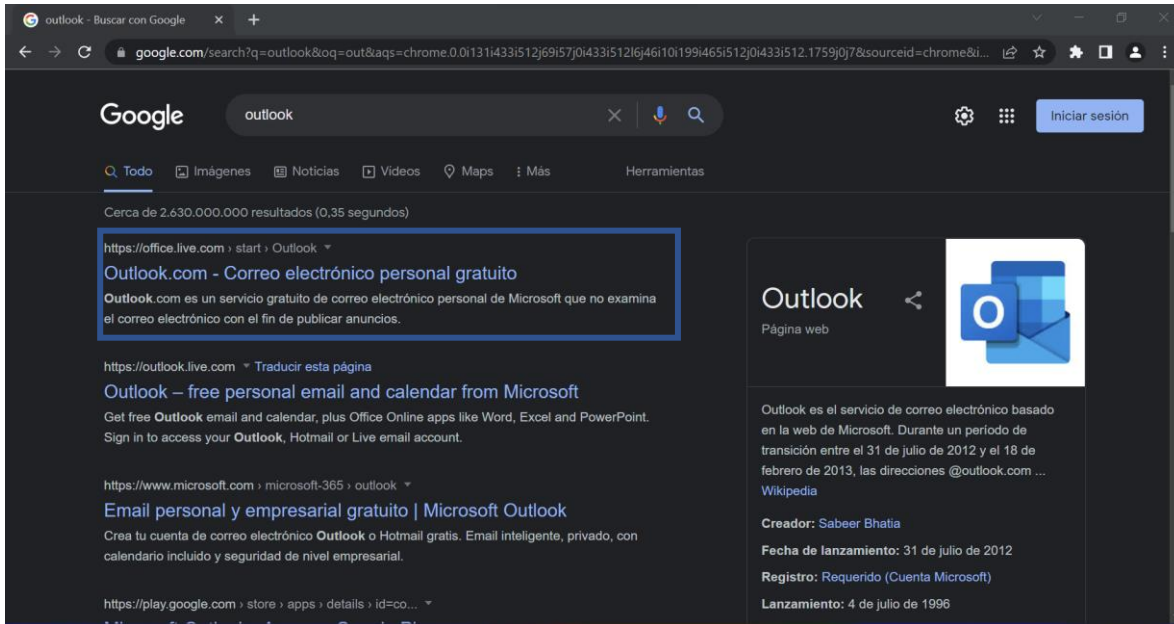 outlook - Buscar con Google
google.com/search?q=outlook&oq=out&aqs=chrome.0.0i131i433i512j69i57j0i433i512l6j46i10i199i465i512j0i433i512.1759j0j7&sourceid=chrome&i...
Google
outlook
Iniciar sesión
Todo
Imágenes
Noticias
Vídeos
Maps
Más
Herramientas
Cerca de 2.630.000.000 resultados (0,35 segundos)
https://office.live.com › start › Outlook
Outlook.com - Correo electrónico personal gratuito
Outlook.com es un servicio gratuito de correo electrónico personal de Microsoft que no examina
el correo electrónico con el fin de publicar anuncios.
https://outlook.live.com Traducir esta página
Outlook – free personal email and calendar from Microsoft
Get free Outlook email and calendar, plus Office Online apps like Word, Excel and PowerPoint.
Sign in to access your Outlook, Hotmail or Live email account.
https://www.microsoft.com › microsoft-365 › outlook
Email personal y empresarial gratuito | Microsoft Outlook
Crea tu cuenta de correo electrónico Outlook o Hotmail gratis. Email inteligente, privado, con
calendario incluido y seguridad de nivel empresarial.
https://play.google.com › store › apps › details › id=co...
Outlook
Página web
Outlook es el servicio de correo electrónico basado
en la web de Microsoft. Durante un período de
transición entre el 31 de julio de 2012 y el 18 de
febrero de 2013, las direcciones @outlook.com ...
Wikipedia
Creador: Sabeer Bhatia
Fecha de lanzamiento: 31 de julio de 2012
Registro: Requerido (Cuenta Microsoft)
Lanzamiento: 4 de julio de 1996